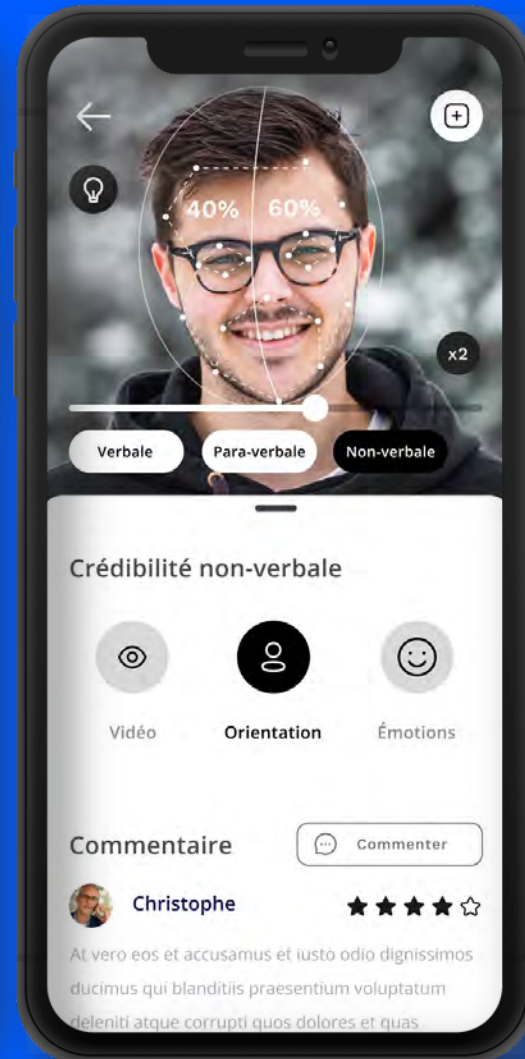 40% 60%
x2
Verbale Para-verbale Non-verbale
Crédibilité non-verbale
Vidéo Orientation Émotions
Commentaire Commenter
Christophe
At vero eos et accusamus et iusto odio dignissimos
ducimus qui blanditiis praesentium voluptatum
deleniti atque corrupti quos dolores et quas